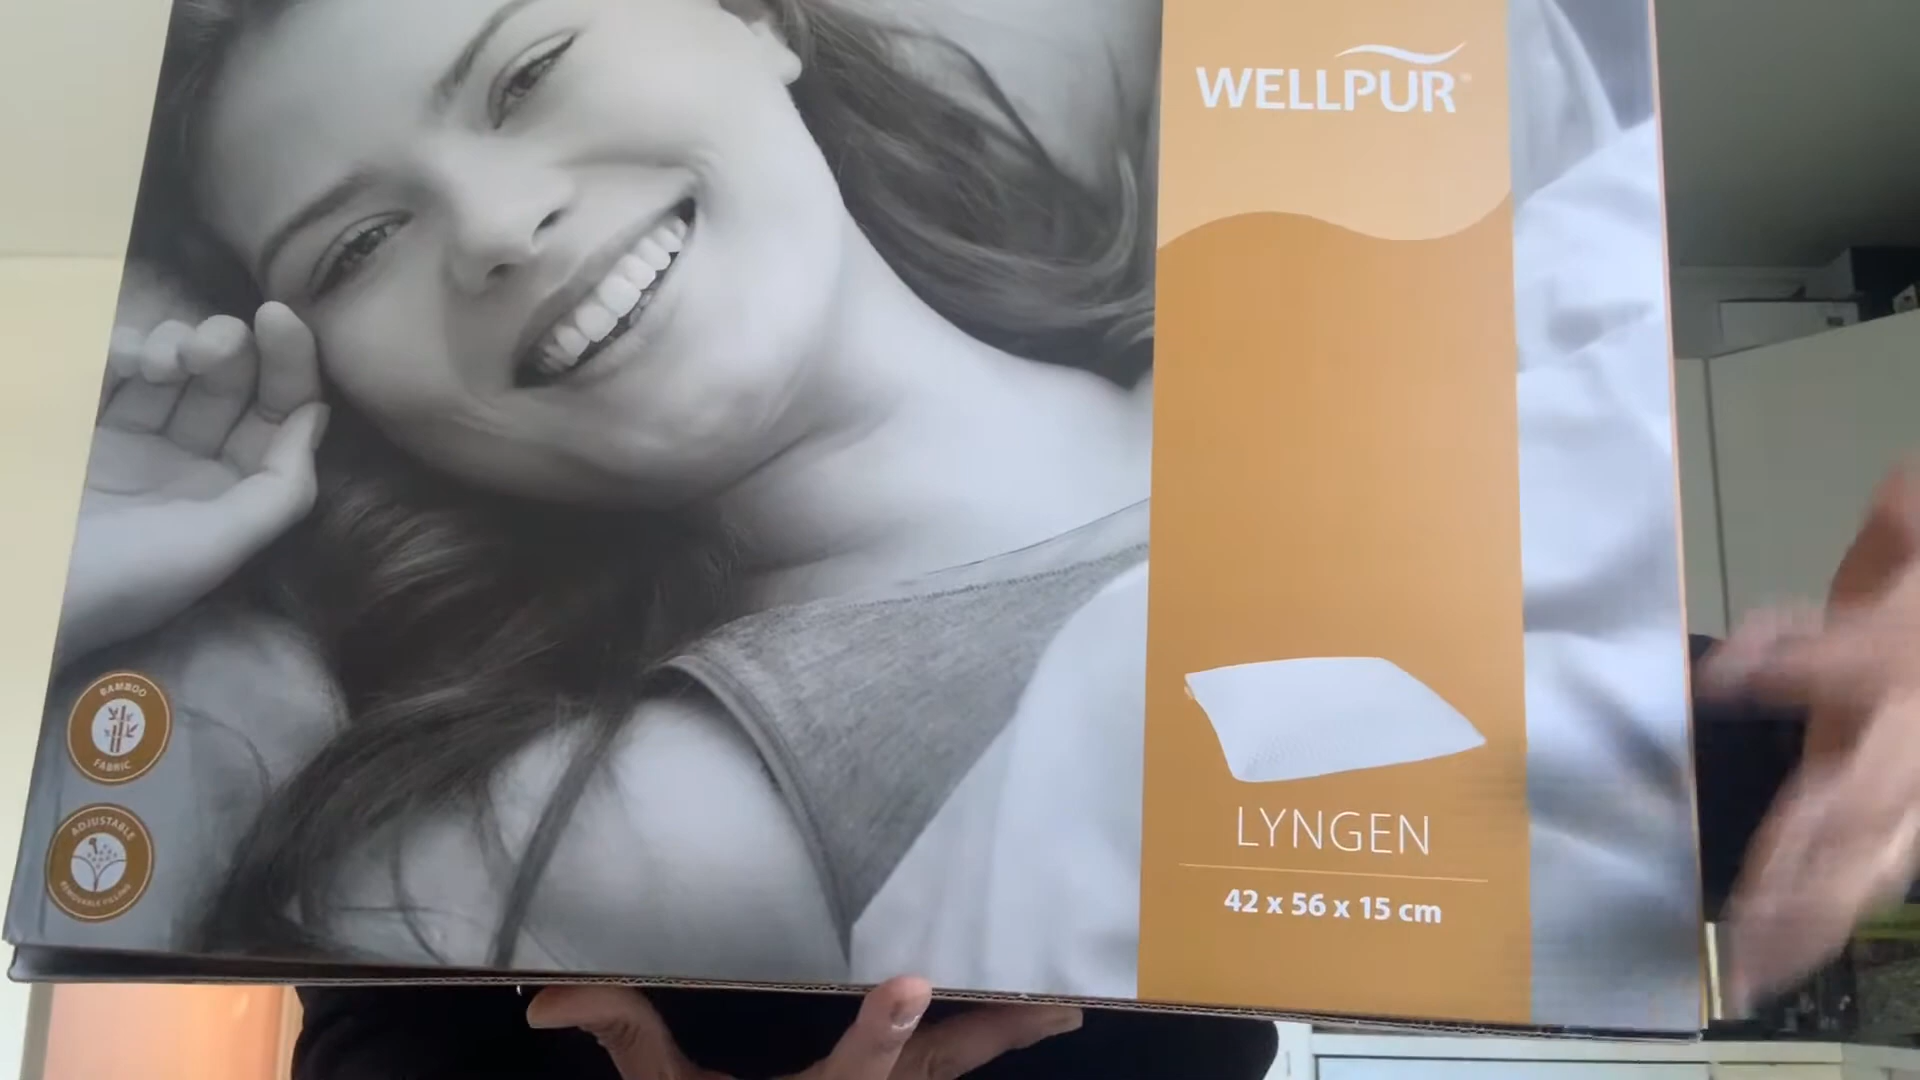 WELLPUR®
BAMBOO
FABRIC
ADJUSTABLE
REMOVABLE FILLING
LYNGEN
42 x 56 x 15 cm